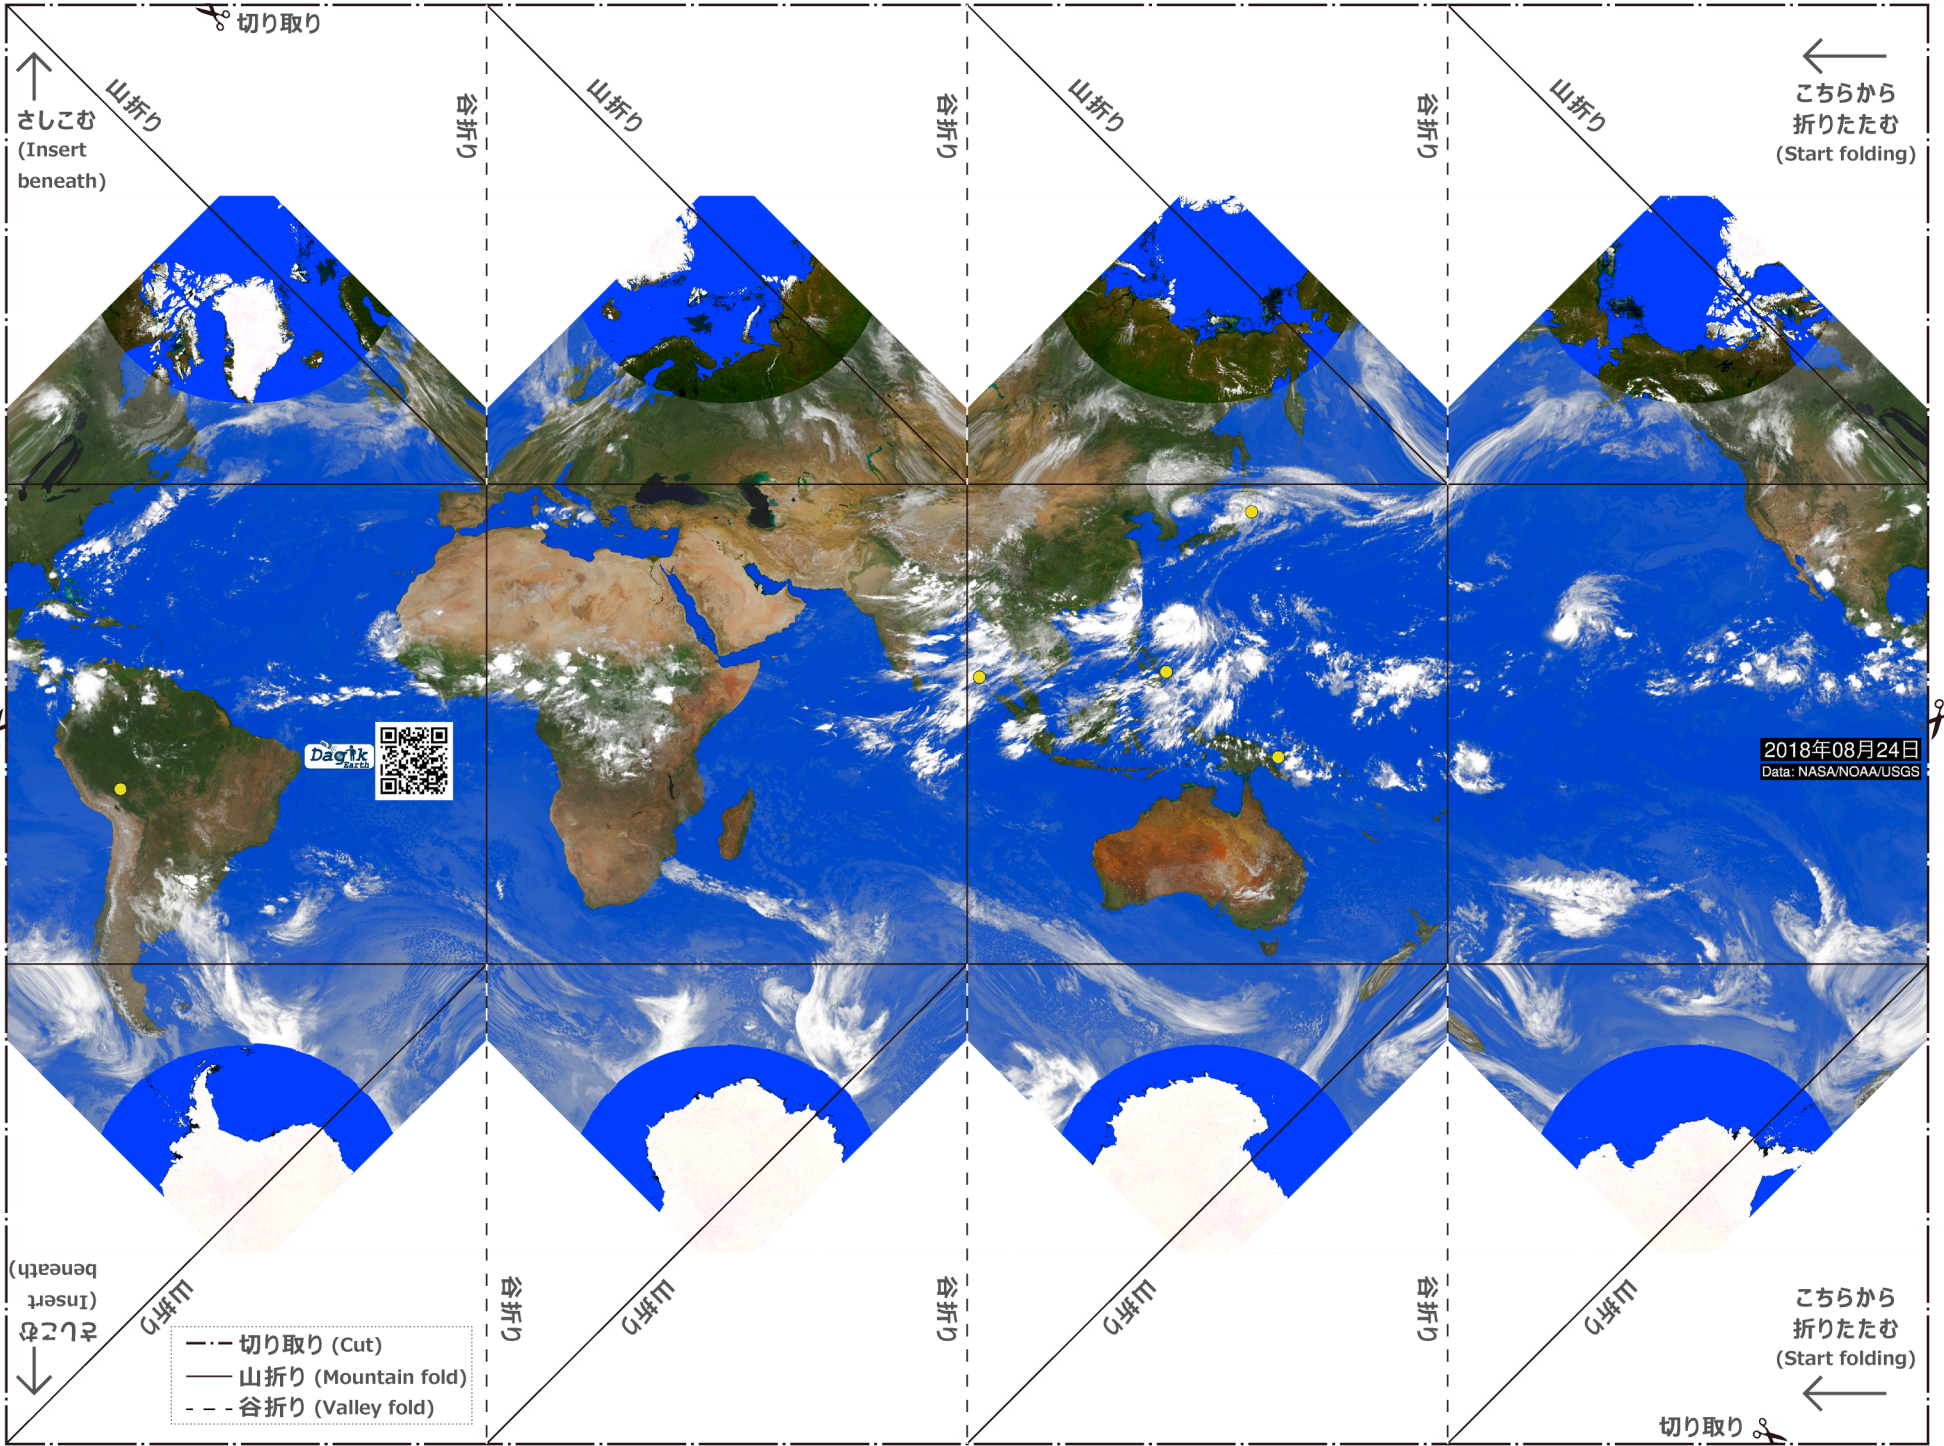 切り取り
さしこむ
(Insert
beneath)
山折り
谷折り
山折り
谷折り
山折り
谷折り
山折り
こちらから
折りたたむ
(Start folding)
Dagik
Earth
2018年08月24日
Data: NASA/NOAA/USGS
さしこむ
(Insert
beneath)
山折り
谷折り
山折り
谷折り
山折り
谷折り
山折り
こちらから
折りたたむ
(Start folding)
切り取り (Cut)
山折り (Mountain fold)
谷折り (Valley fold)
切り取り